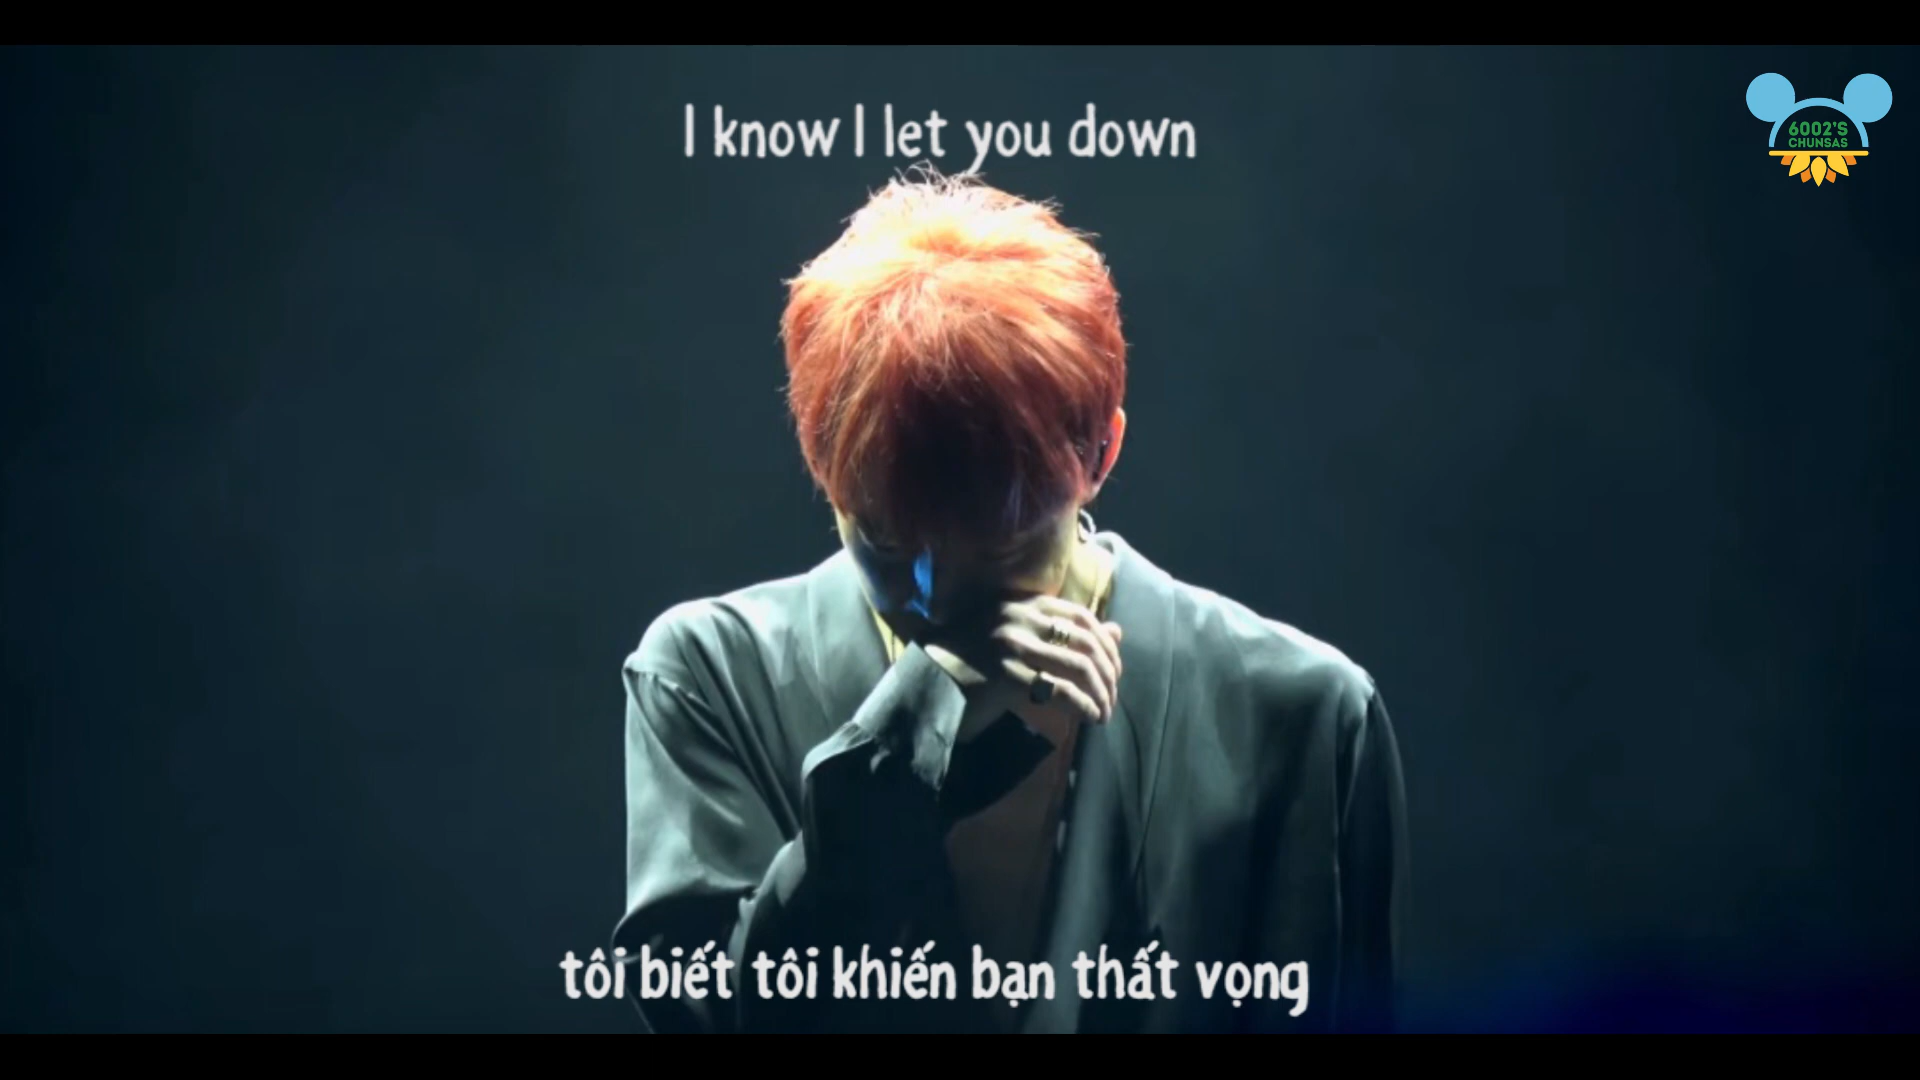 I know I let you down
6002'S
CHUNSAS
tôi biết tôi khiến bạn thất vọng